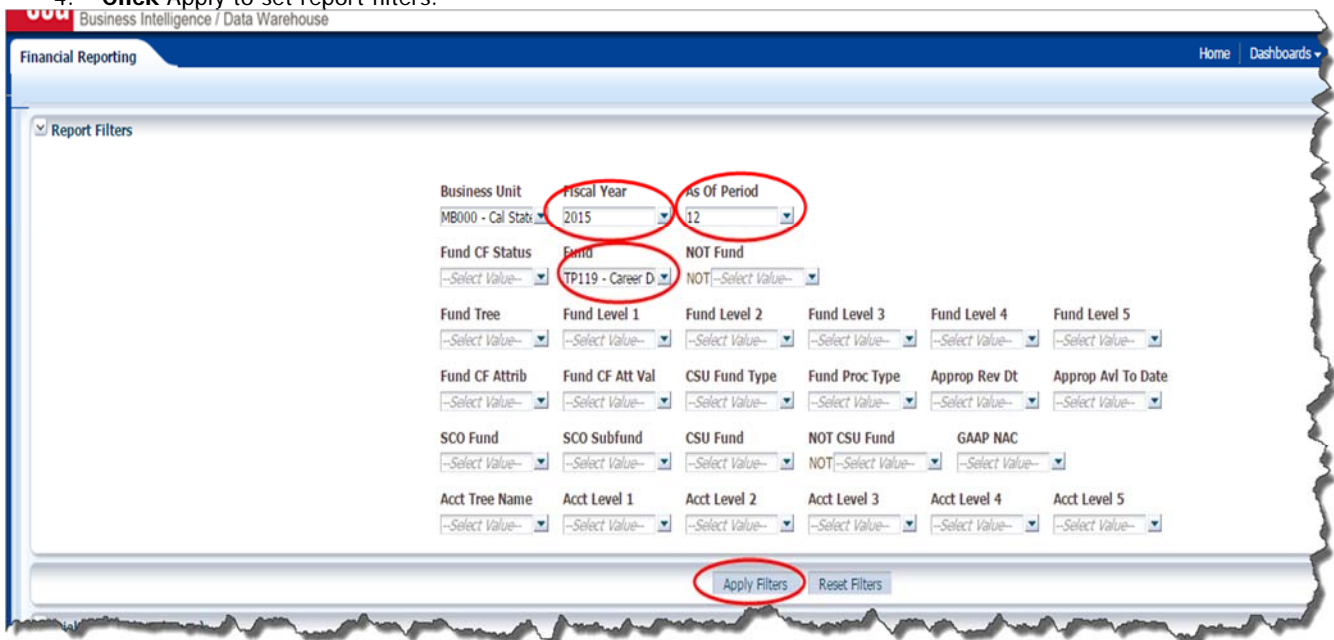 4. Click Apply to set report filters.
Business Intelligence / Data Warehouse
Financial Reporting
Home Dashboards
Report Filters
Business Unit Fiscal Year As Of Period
MB000 - Cal State 2015 12
Fund CF Status Fund NOT Fund
--Select Value-- TP119 - Career D NOT --Select Value--
Fund Tree Fund Level 1 Fund Level 2 Fund Level 3 Fund Level 4 Fund Level 5
--Select Value-- --Select Value-- --Select Value-- --Select Value-- --Select Value-- --Select Value--
Fund CF Attrib Fund CF Att Val CSU Fund Type Fund Proc Type Approp Rev Dt Approp Avl To Date
--Select Value-- --Select Value-- --Select Value-- --Select Value-- --Select Value-- --Select Value--
SCO Fund SCO Subfund CSU Fund NOT CSU Fund GAAP NAC
--Select Value-- --Select Value-- --Select Value-- NOT --Select Value-- --Select Value--
Acct Tree Name Acct Level 1 Acct Level 2 Acct Level 3 Acct Level 4 Acct Level 5
--Select Value-- --Select Value-- --Select Value-- --Select Value-- --Select Value-- --Select Value--
Apply Filters Reset Filters